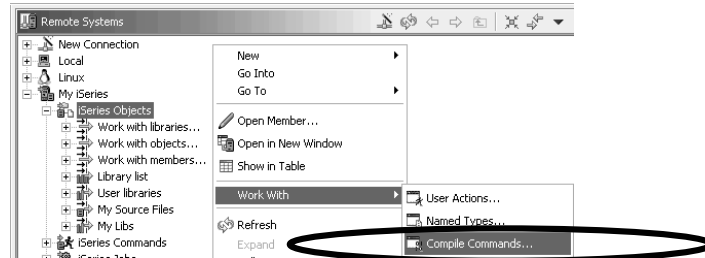 Remote Systems
New Connection
Local
Linux
My iSeries
iSeries Objects
Work with libraries...
Work with objects...
Work with members...
Library list
User libraries
My Source Files
My Libs
iSeries Commands
iSeries Jobs
New
Go Into
Go To
Open Member...
Open in New Window
Show in Table
Work With
Refresh
Expand
User Actions...
Named Types...
Compile Commands...